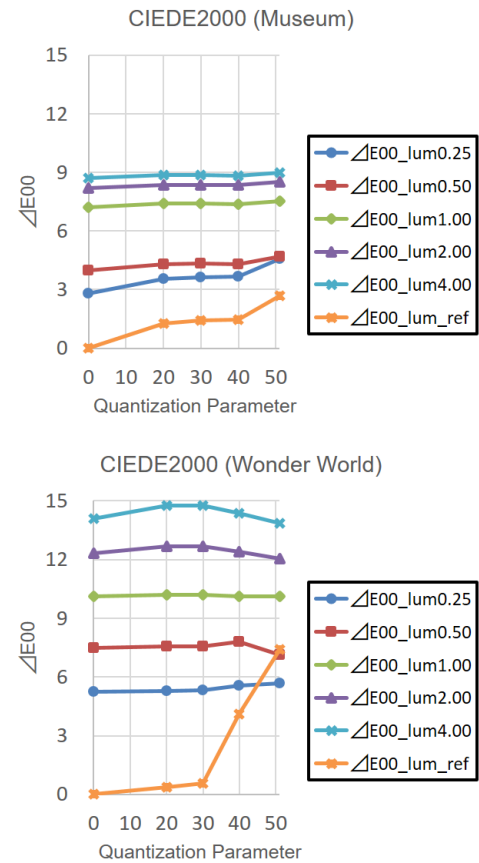 CIEDE2000 (Museum)
15
12
9
6
3
0
⊿E00
0 10 20 30 40 50
Quantization Parameter
⊿E00_lum0.25
⊿E00_lum0.50
⊿E00_lum1.00
⊿E00_lum2.00
⊿E00_lum4.00
⊿E00_lum_ref
CIEDE2000 (Wonder World)
15
12
9
6
3
0
⊿E00
0 10 20 30 40 50
Quantization Parameter
⊿E00_lum0.25
⊿E00_lum0.50
⊿E00_lum1.00
⊿E00_lum2.00
⊿E00_lum4.00
⊿E00_lum_ref